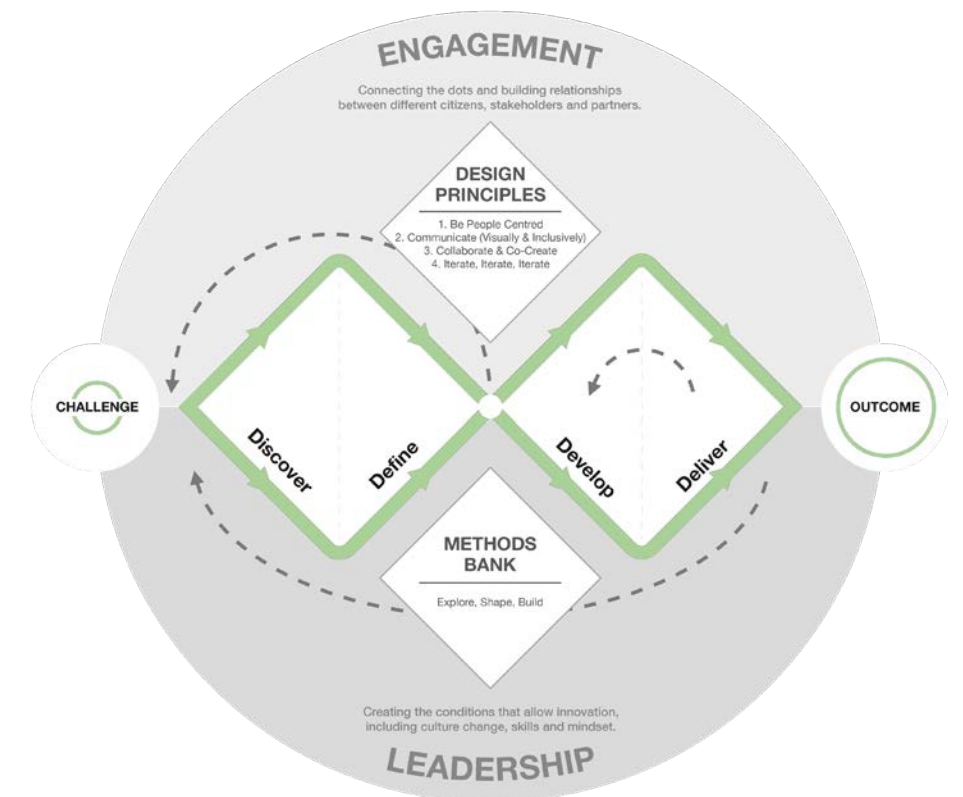 ENGAGEMENT
Connecting the dots and building relationships
between different citizens, stakeholders and partners.
DESIGN
PRINCIPLES
1. Be People Centred
2. Communicate (Visually & Inclusively)
3. Collaborate & Co-Create
4. Iterate, Iterate, Iterate
CHALLENGE
OUTCOME
Discover
Define
Develop
Deliver
METHODS
BANK
Explore, Shape, Build
Creating the conditions that allow innovation,
including culture change, skills and mindset.
LEADERSHIP